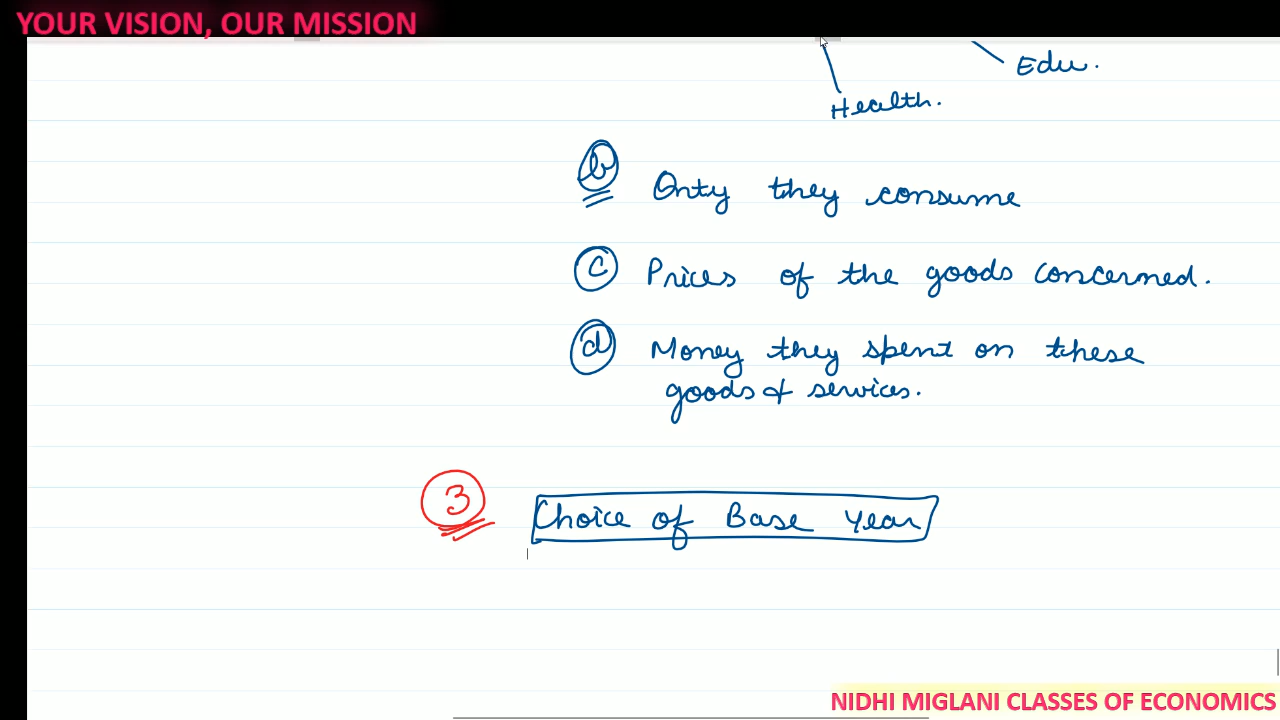 YOUR VISION, OUR MISSION
Edu.
Health.
b Onty they consume
c Prices of the goods concerned.
d Money they spent on these
goods & services.
3 Choice of Base Year
NIDHI MIGLANI CLASSES OF ECONOMICS